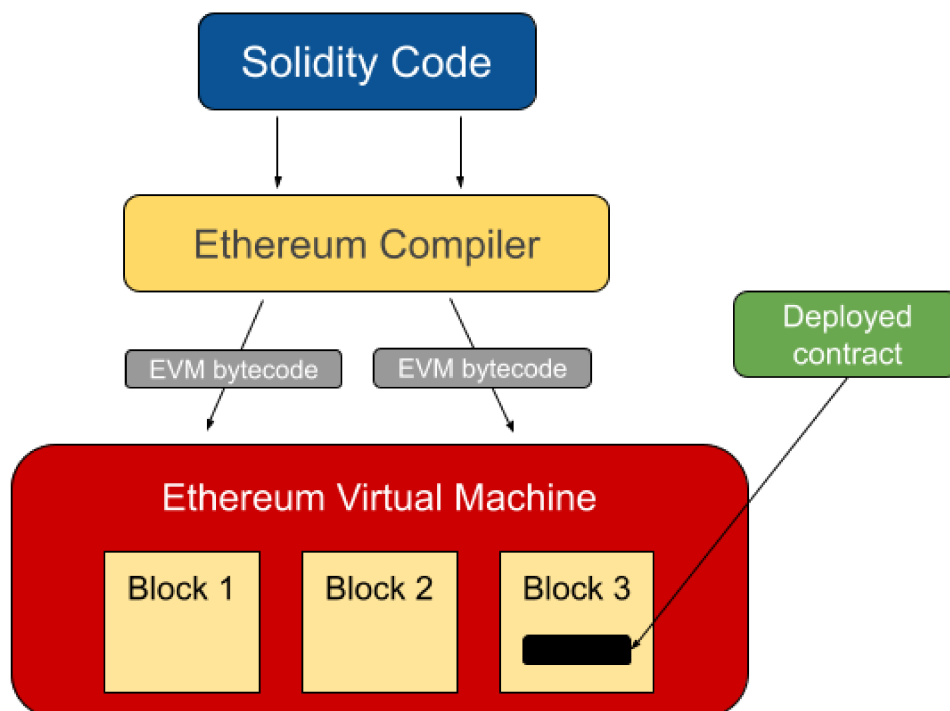 Solidity Code
Ethereum Compiler
EVM bytecode
EVM bytecode
Deployed
contract
Ethereum Virtual Machine
Block 1
Block 2
Block 3